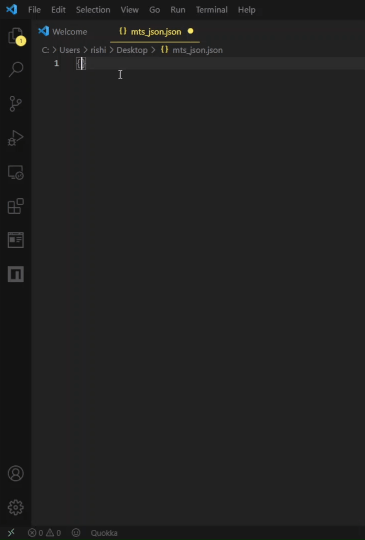 File Edit Selection View Go Run Terminal Help
Welcome {} mts_json.json
C: > Users > rishi > Desktop > {} mts_json.json
1 {}
1
0 0 Quokka